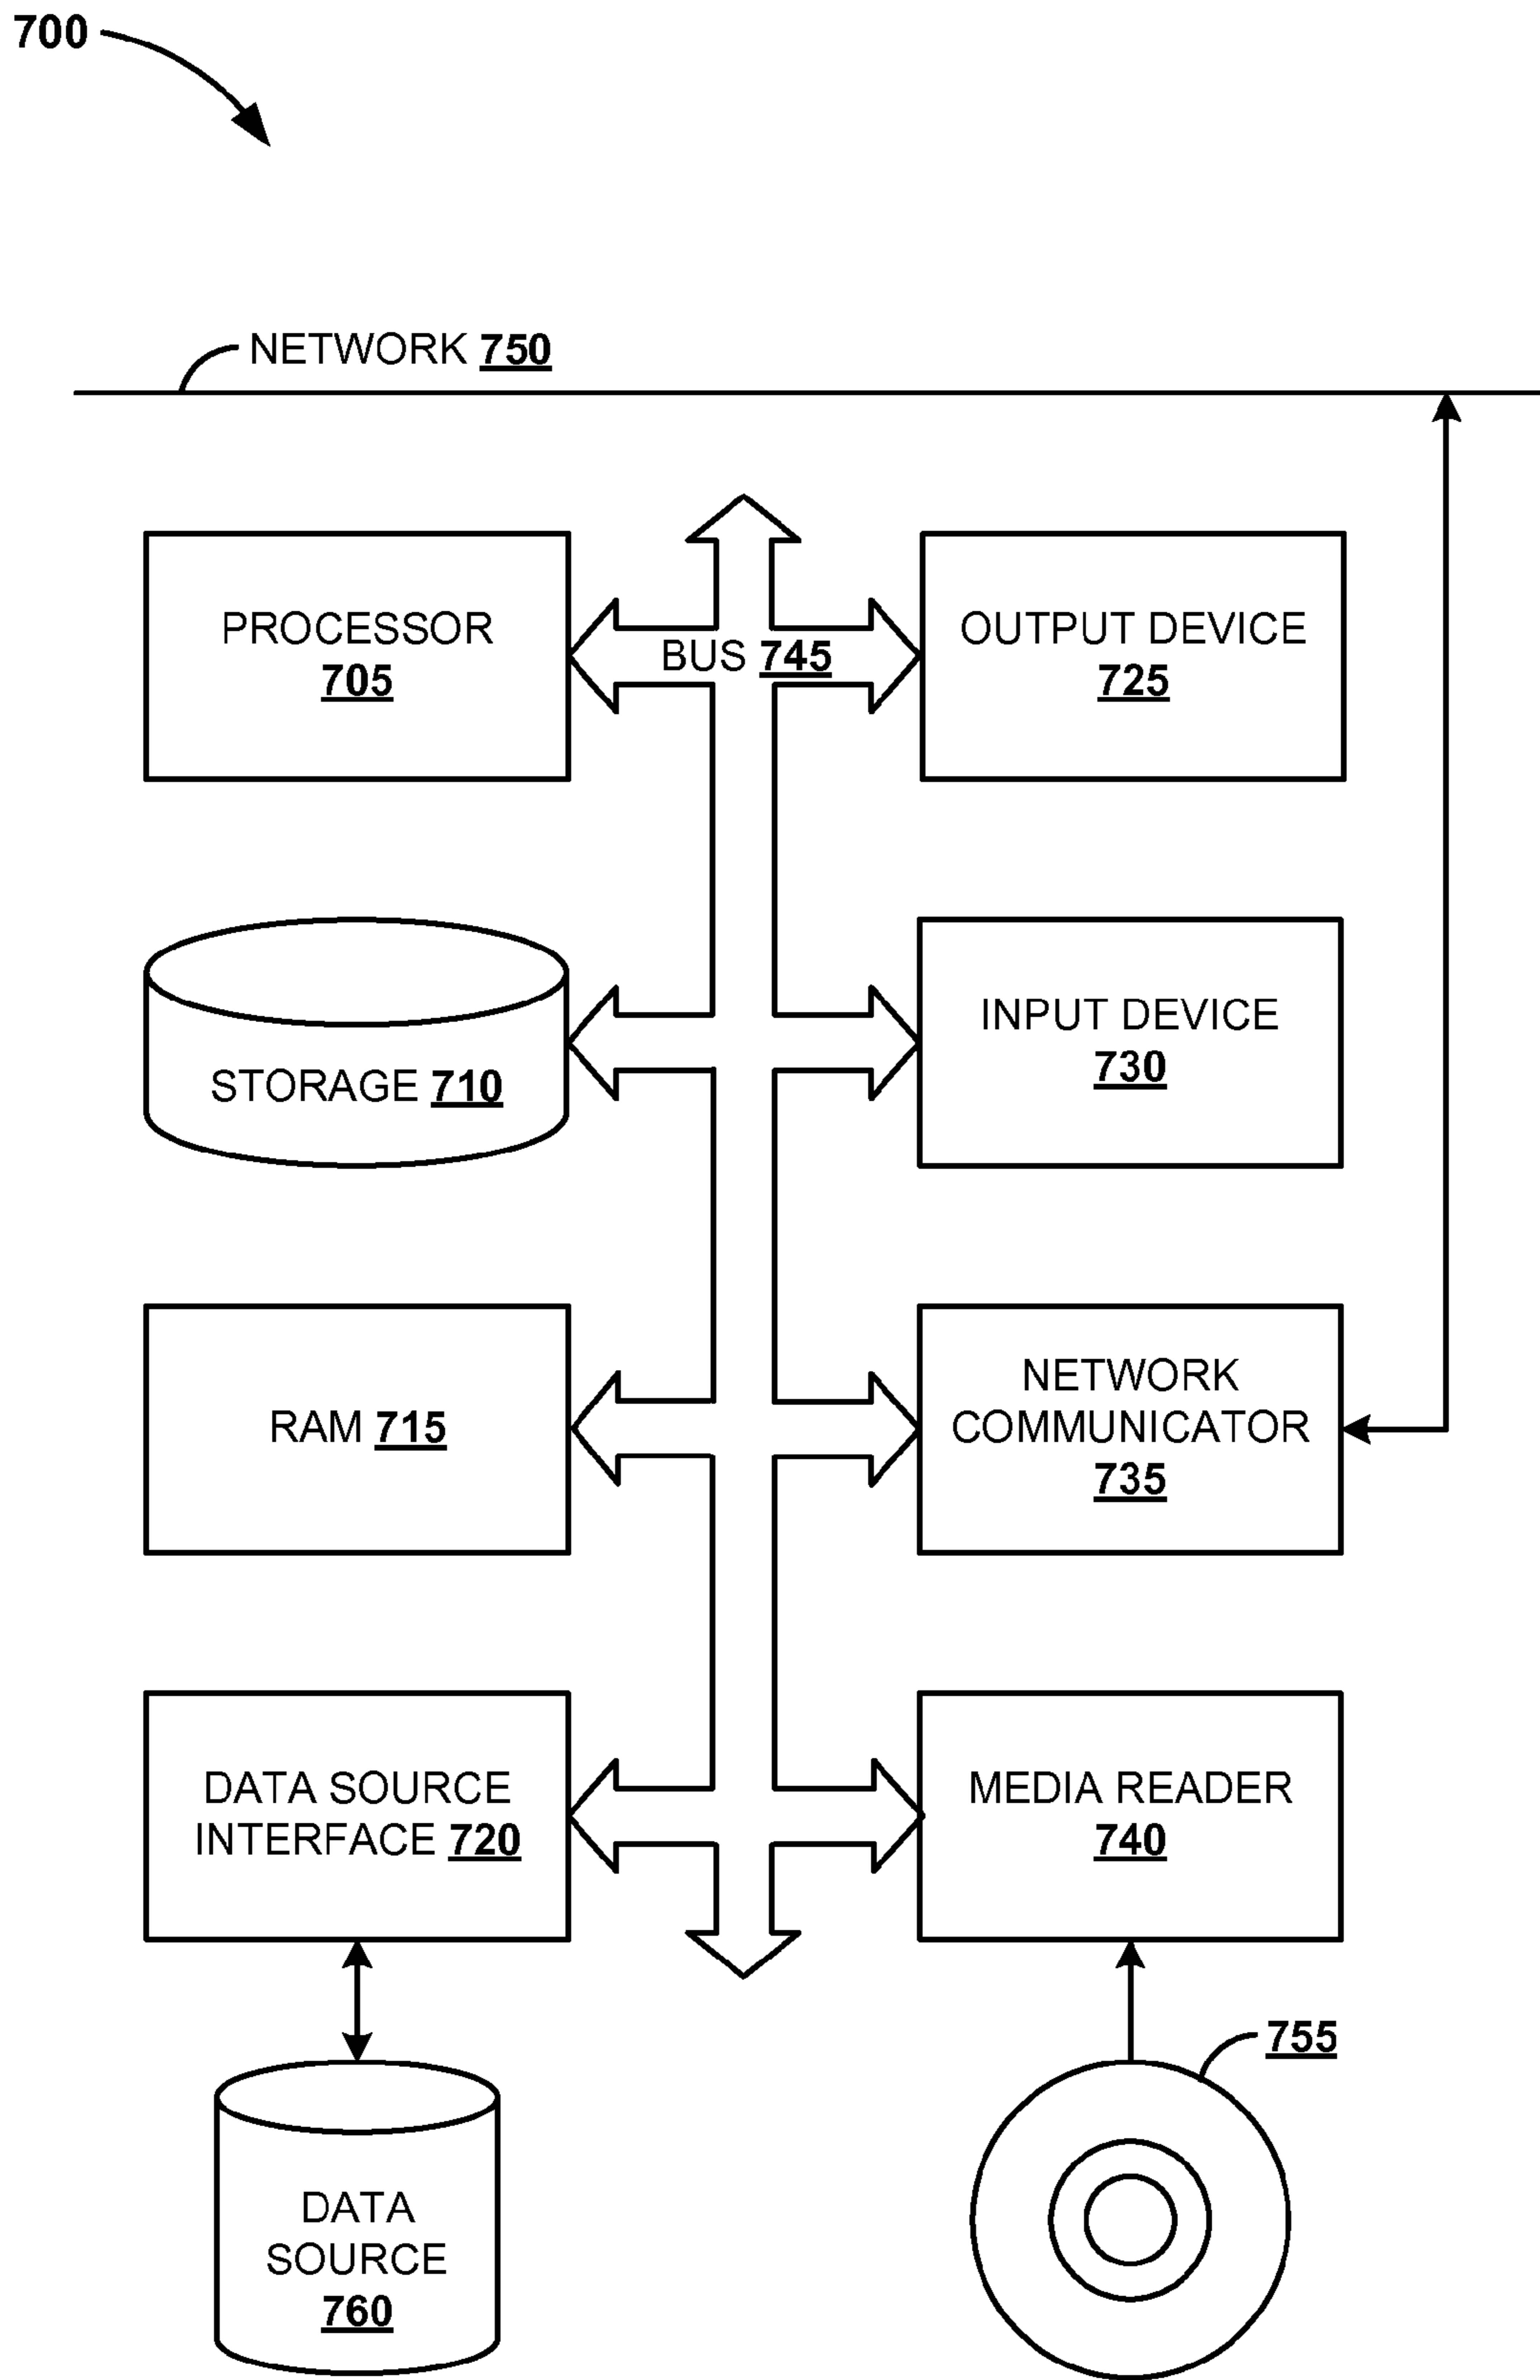 700
NETWORK 750
PROCESSOR
705
BUS 745
OUTPUT DEVICE
725
STORAGE 710
INPUT DEVICE
730
RAM 715
NETWORK
COMMUNICATOR
735
DATA SOURCE
INTERFACE 720
MEDIA READER
740
755
DATA
SOURCE
760